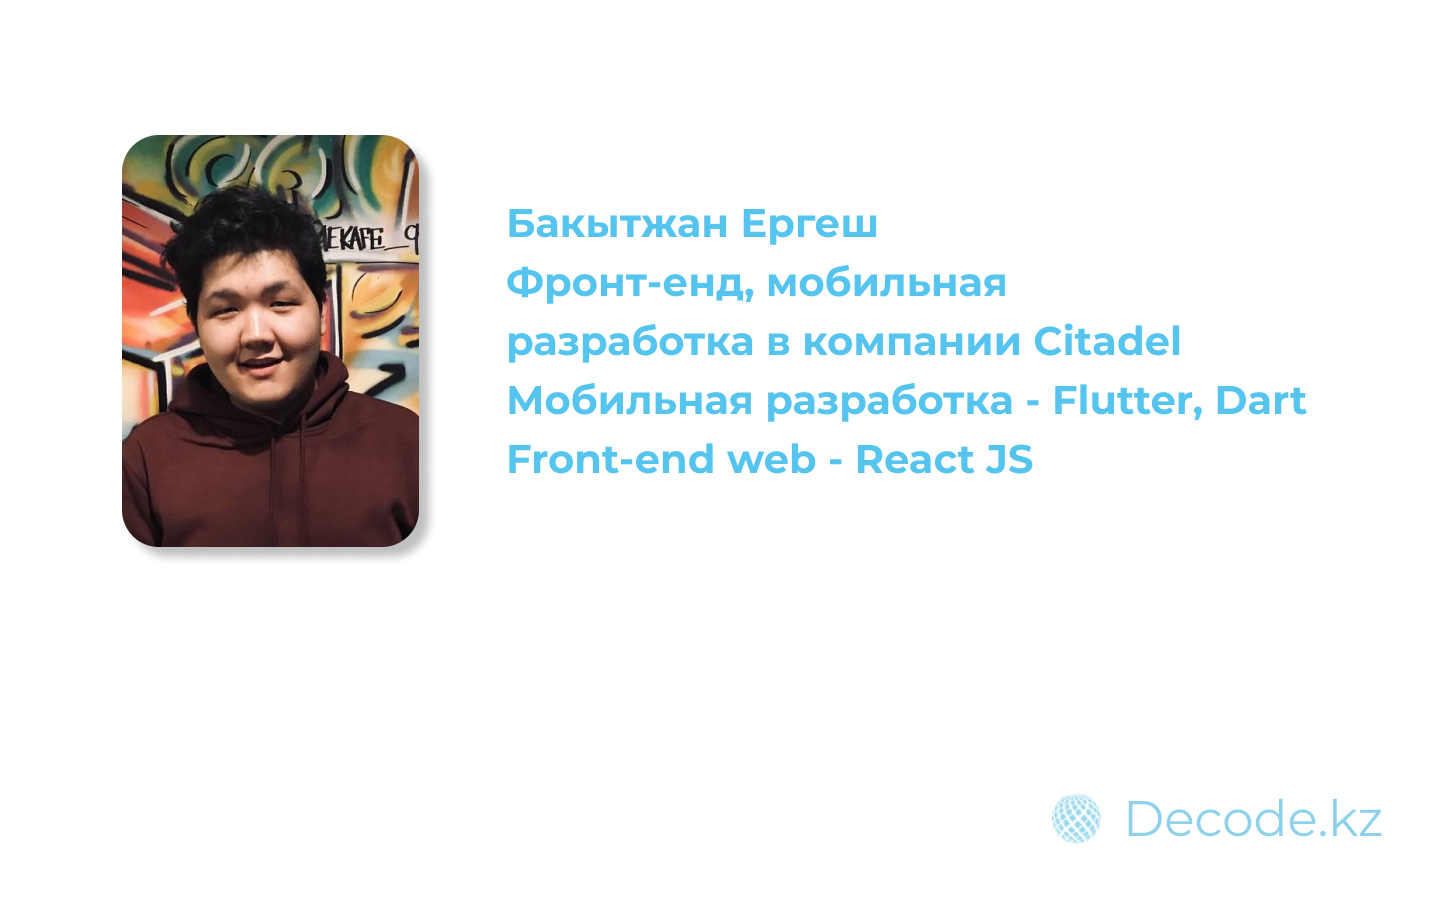 Бакытжан Ергеш
Фронт-енд, мобильная
разработка в компании Citadel
Мобильная разработка - Flutter, Dart
Front-end web - React JS
Decode.kz